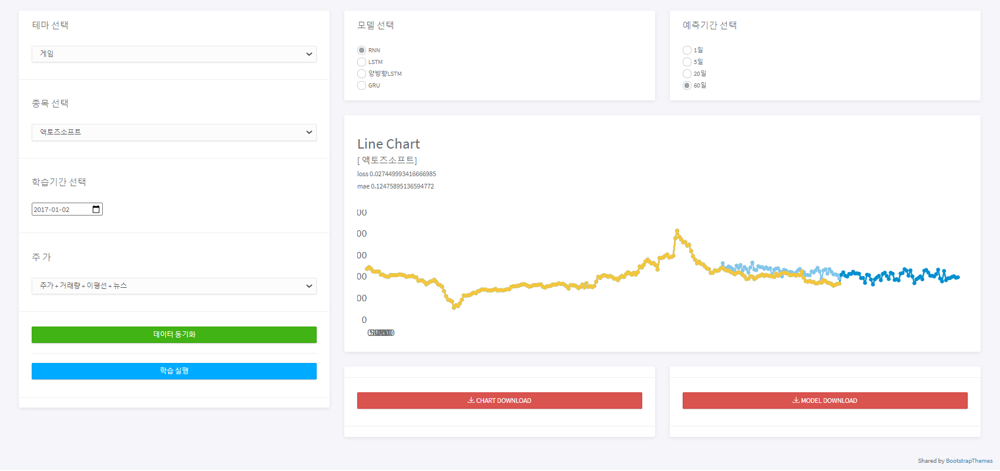 테마 선택
게임
종목 선택
액토즈소프트
학습기간 선택
2017-01-02
주 가
주가 + 거래량 + 이평선 + 뉴스
데이터 동기화
학습 실행
모델 선택
RNN
LSTM
양방향LSTM
GRU
예측기간 선택
1일
5일
20일
60일
Line Chart
[ 액토즈소프트]
loss 0.027449993416666985
mae 0.12475895136594772
00
00
00
00
00
0
CHART DOWNLOAD
MODEL DOWNLOAD
Shared by BootstrapThemes